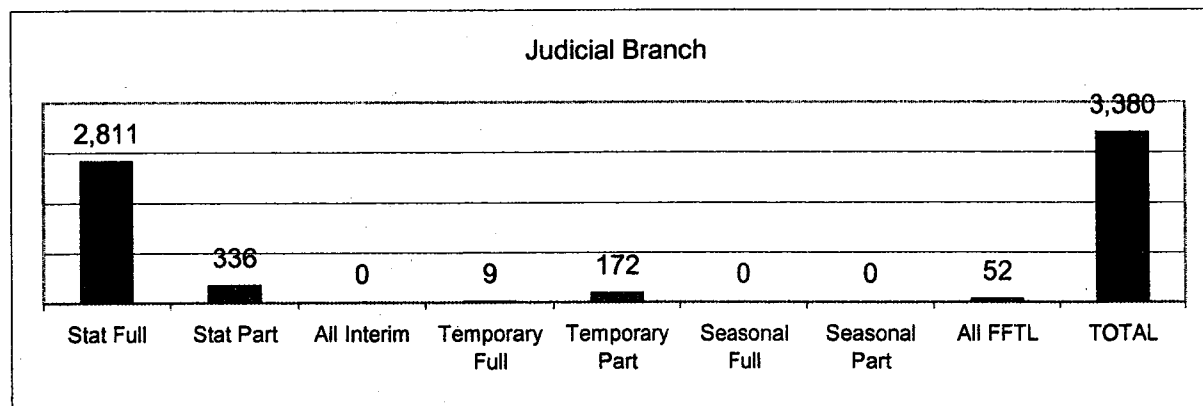 Judicial Branch
2,811
336
0
9
172
0
0
52
3,380
Stat Full
Stat Part
All Interim
Temporary
Full
Temporary
Part
Seasonal
Full
Seasonal
Part
All FFTL
TOTAL